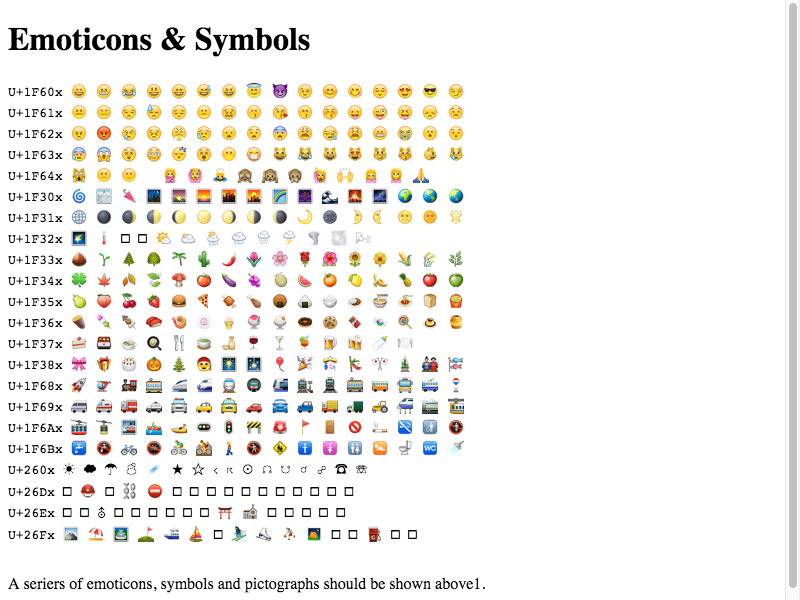 Emoticons & Symbols
U+1F60x
U+1F61x
U+1F62x
U+1F63x
U+1F64x
U+1F30x
U+1F31x
U+1F32x
U+1F33x
U+1F34x
U+1F35x
U+1F36x
U+1F37x
U+1F38x
U+1F68x
U+1F69x
U+1F6Ax
U+1F6Bx
U+260x
U+26Dx
U+26Ex
U+26Fx
A seriers of emoticons, symbols and pictographs should be shown above1.